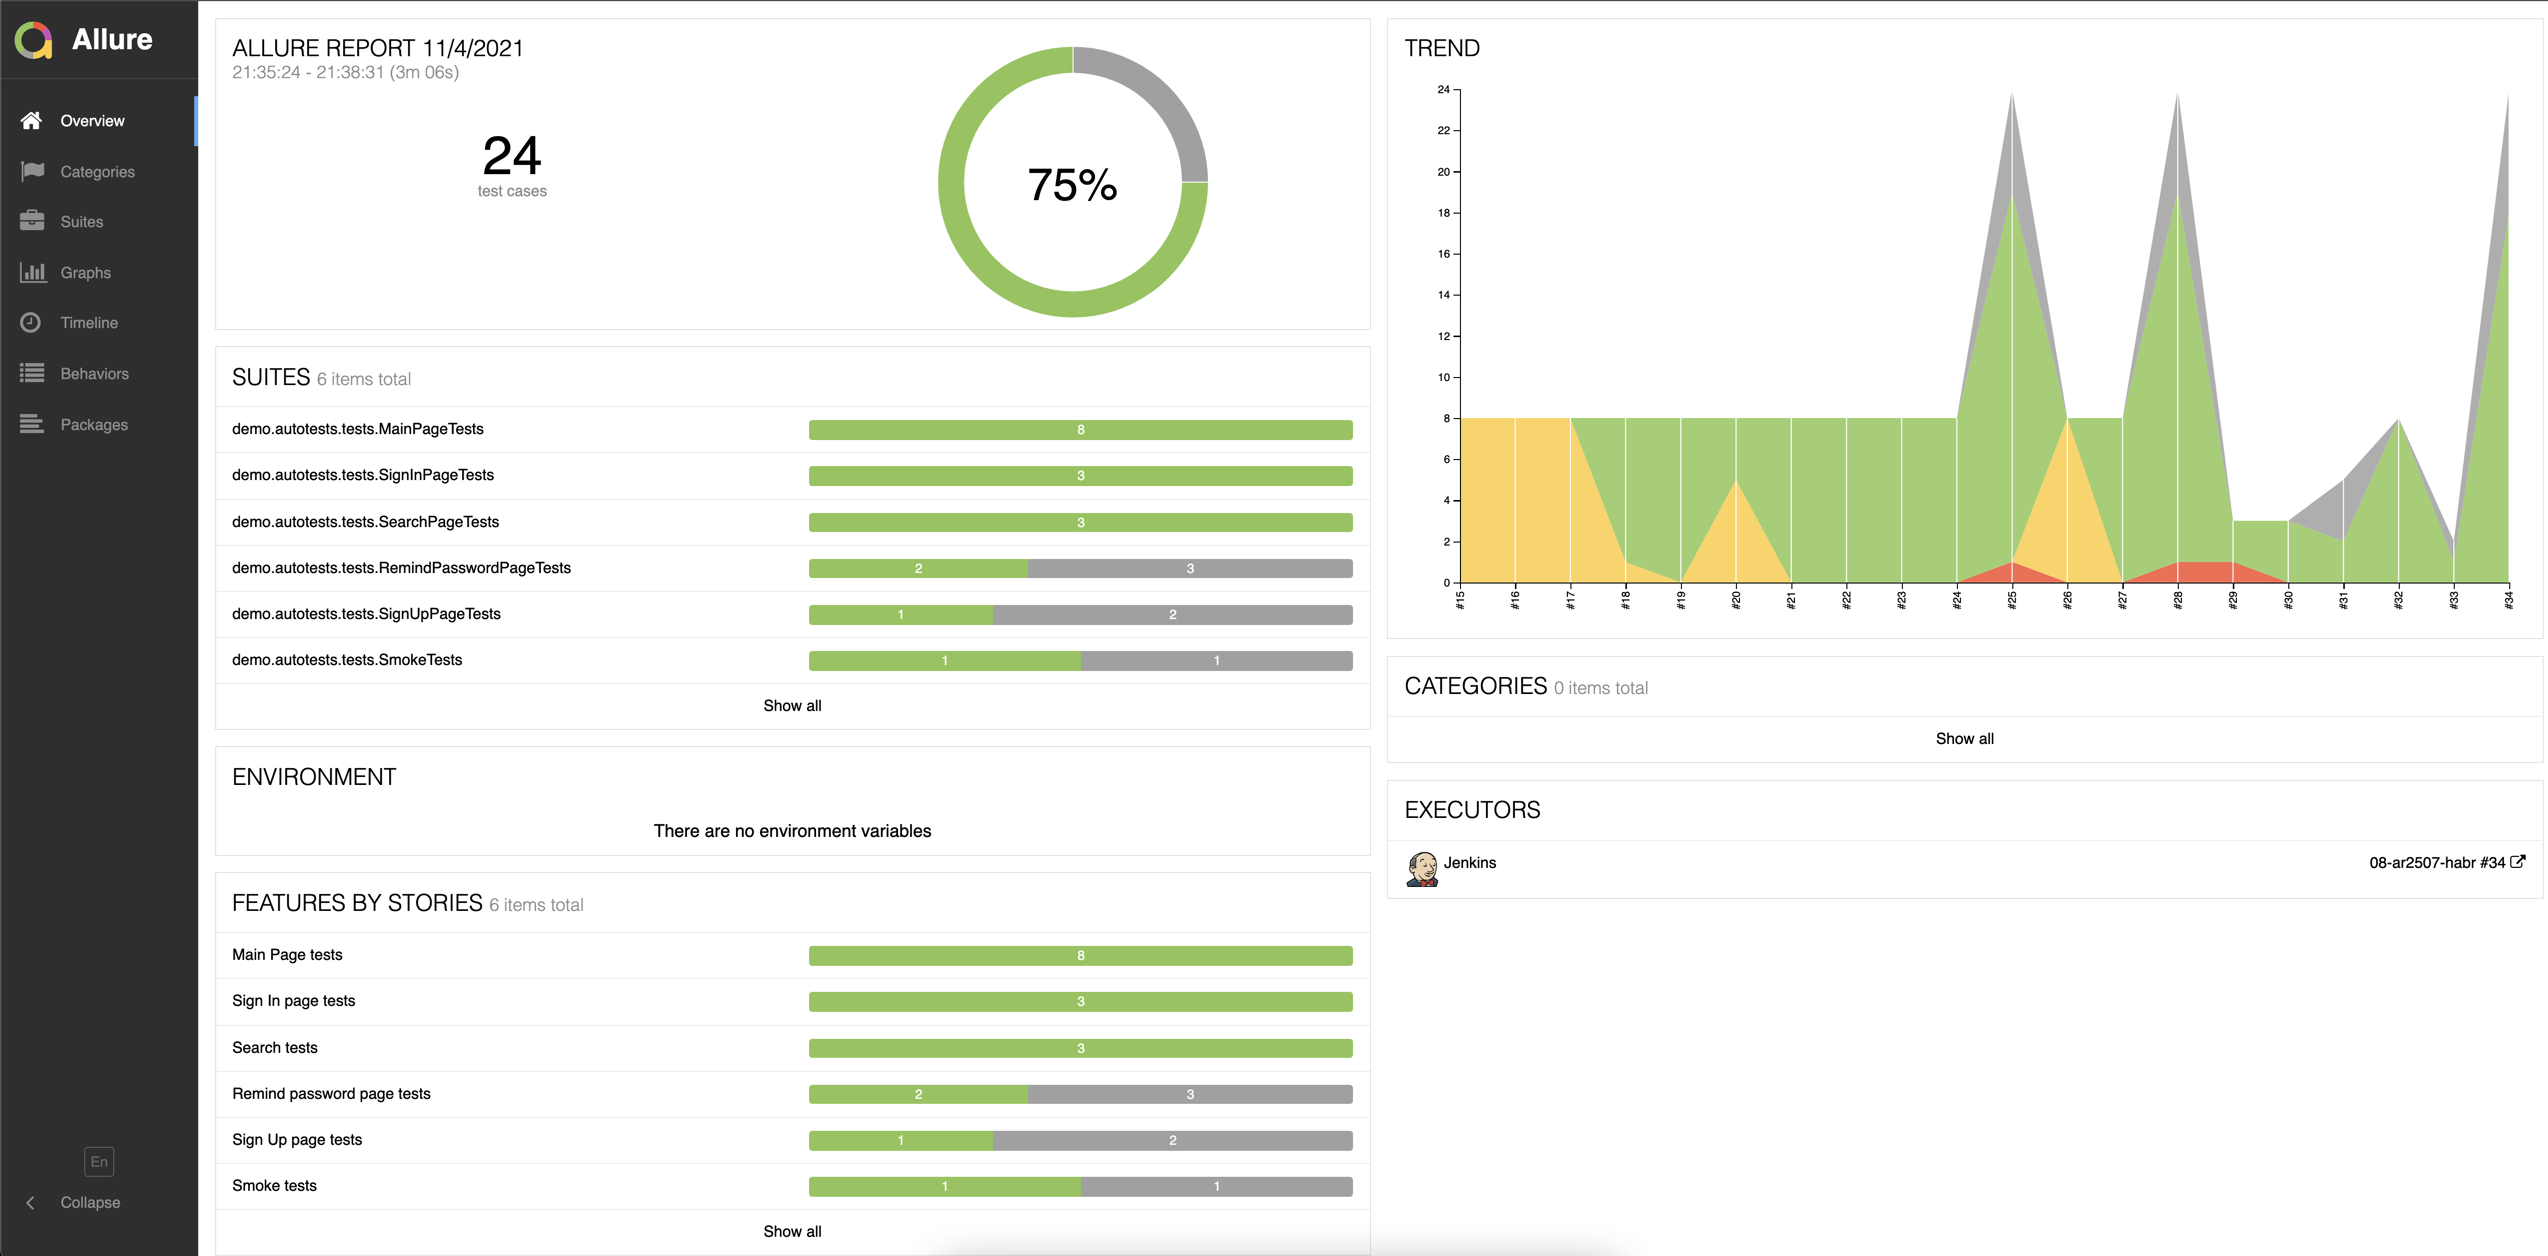 Allure
Overview
Categories
Suites
Graphs
Timeline
Behaviors
Packages
En
Collapse
ALLURE REPORT 11/4/2021
21:35:24 - 21:38:31 (3m 06s)
24
test cases
75%
SUITES 6 items total
demo.autotests.tests.MainPageTests 8
demo.autotests.tests.SignInPageTests 3
demo.autotests.tests.SearchPageTests 3
demo.autotests.tests.RemindPasswordPageTests 2 3
demo.autotests.tests.SignUpPageTests 1 2
demo.autotests.tests.SmokeTests 1 1
Show all
ENVIRONMENT
There are no environment variables
FEATURES BY STORIES 6 items total
Main Page tests 8
Sign In page tests 3
Search tests 3
Remind password page tests 2 3
Sign Up page tests 1 2
Smoke tests 1 1
Show all
TREND
24
22
20
18
16
14
12
10
8
6
4
2
0
#15 #16 #17 #18 #19 #20 #21 #22 #23 #24 #25 #26 #27 #28 #29 #30 #31 #32 #33 #34
CATEGORIES 0 items total
Show all
EXECUTORS
Jenkins 08-ar2507-habr #34